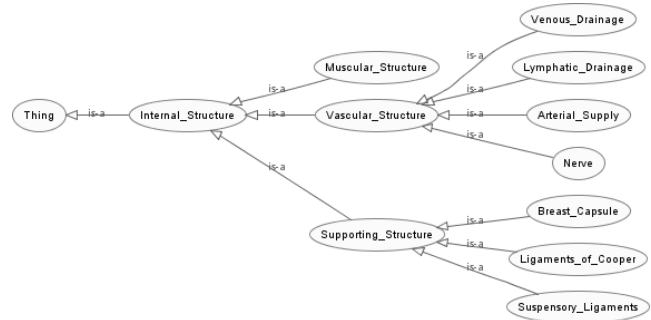 Venous_Drainage
is-a
Muscular_Structure
Lymphatic_Drainage
is-a
is-a
Thing
is-a
Internal_Structure
is-a
Vascular_Structure
is-a
Arterial_Supply
is-a
Nerve
is-a
Breast_Capsule
is-a
Supporting_Structure
is-a
Ligaments_of_Cooper
is-a
Suspensory_Ligaments